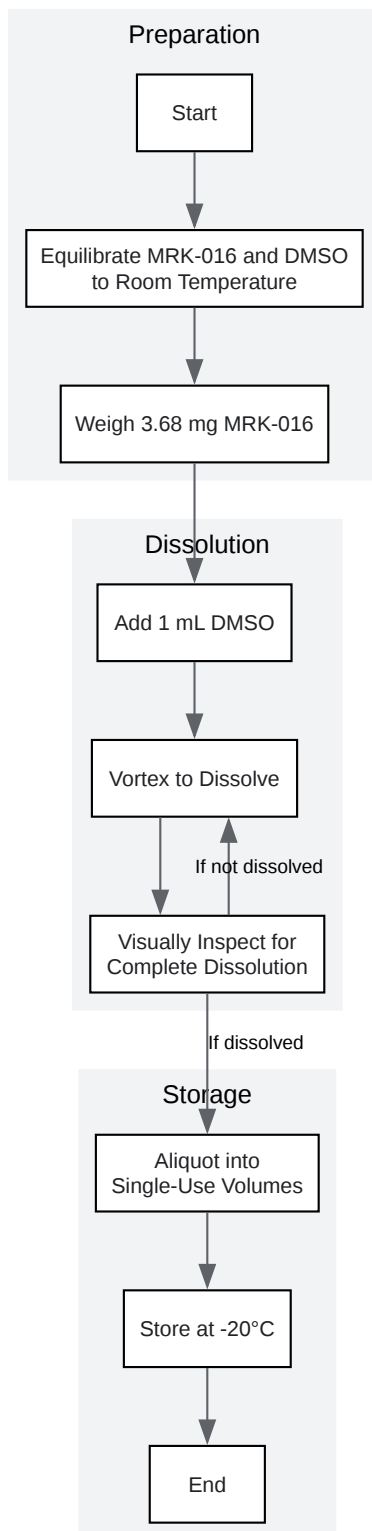 Preparation
Start
Equilibrate MRK-016 and DMSO
to Room Temperature
Weigh 3.68 mg MRK-016
Dissolution
Add 1 mL DMSO
Vortex to Dissolve
If not dissolved
Visually Inspect for
Complete Dissolution
If dissolved
Storage
Aliquot into
Single-Use Volumes
Store at -20°C
End